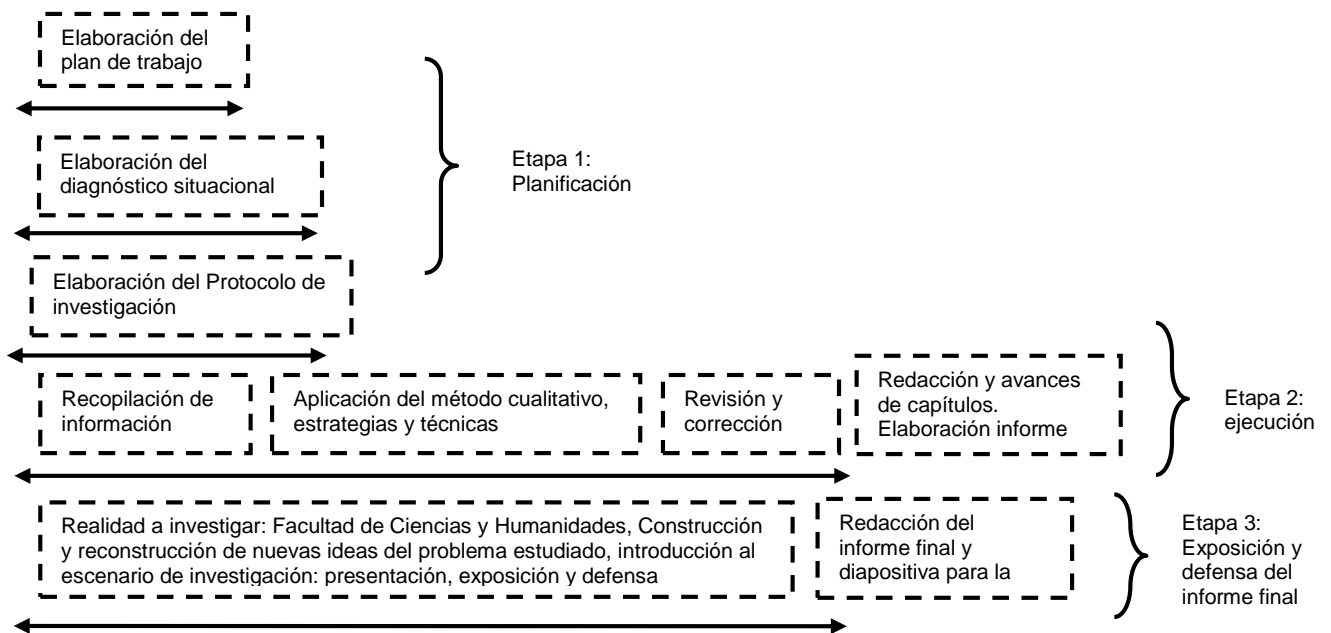 Elaboración del
plan de trabajo
Elaboración del
diagnóstico situacional
Etapa 1:
Planificación
Elaboración del Protocolo de
investigación
Recopilación de
información
Aplicación del método cualitativo,
estrategias y técnicas
Revisión y
corrección
Redacción y avances
de capítulos.
Elaboración informe
Etapa 2:
ejecución
Realidad a investigar: Facultad de Ciencias y Humanidades, Construcción
y reconstrucción de nuevas ideas del problema estudiado, introducción al
escenario de investigación: presentación, exposición y defensa
Redacción del
informe final y
diapositiva para la
Etapa 3:
Exposición y
defensa del
informe final